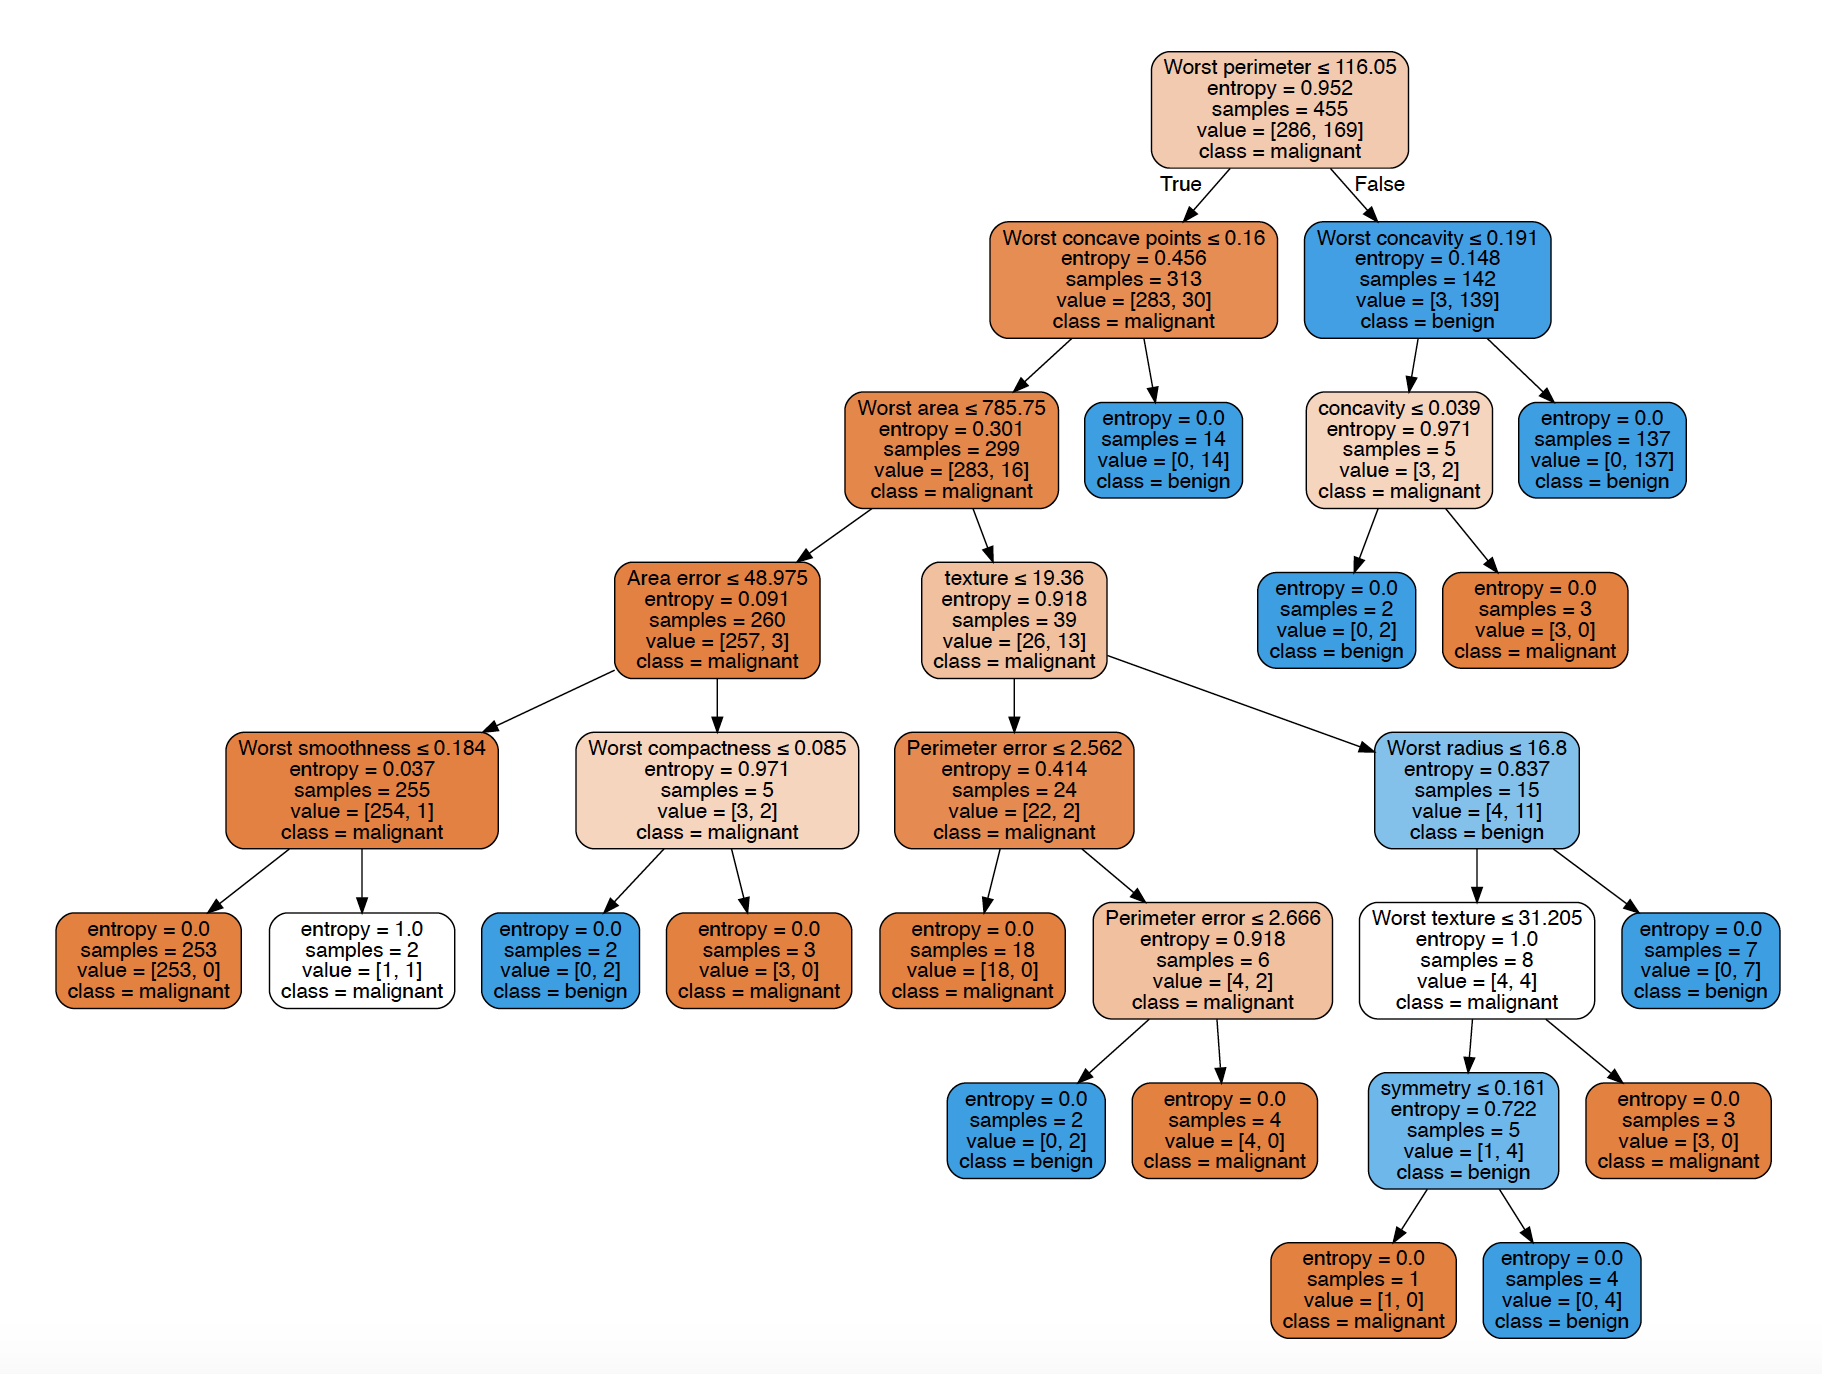 Worst perimeter ≤ 116.05
entropy = 0.952
samples = 455
value = [286, 169]
class = malignant
True
False
Worst concave points ≤ 0.16
entropy = 0.456
samples = 313
value = [283, 30]
class = malignant
Worst concavity ≤ 0.191
entropy = 0.148
samples = 142
value = [3, 139]
class = benign
Worst area ≤ 785.75
entropy = 0.301
samples = 299
value = [283, 16]
class = malignant
entropy = 0.0
samples = 14
value = [0, 14]
class = benign
concavity ≤ 0.039
entropy = 0.971
samples = 5
value = [3, 2]
class = malignant
entropy = 0.0
samples = 137
value = [0, 137]
class = benign
Area error ≤ 48.975
entropy = 0.091
samples = 260
value = [257, 3]
class = malignant
texture ≤ 19.36
entropy = 0.918
samples = 39
value = [26, 13]
class = malignant
entropy = 0.0
samples = 2
value = [0, 2]
class = benign
entropy = 0.0
samples = 3
value = [3, 0]
class = malignant
Worst smoothness ≤ 0.184
entropy = 0.037
samples = 255
value = [254, 1]
class = malignant
Worst compactness ≤ 0.085
entropy = 0.971
samples = 5
value = [3, 2]
class = malignant
Perimeter error ≤ 2.562
entropy = 0.414
samples = 24
value = [22, 2]
class = malignant
Worst radius ≤ 16.8
entropy = 0.837
samples = 15
value = [4, 11]
class = benign
entropy = 0.0
samples = 253
value = [253, 0]
class = malignant
entropy = 1.0
samples = 2
value = [1, 1]
class = malignant
entropy = 0.0
samples = 2
value = [0, 2]
class = benign
entropy = 0.0
samples = 3
value = [3, 0]
class = malignant
entropy = 0.0
samples = 18
value = [18, 0]
class = malignant
Perimeter error ≤ 2.666
entropy = 0.918
samples = 6
value = [4, 2]
class = malignant
Worst texture ≤ 31.205
entropy = 1.0
samples = 8
value = [4, 4]
class = malignant
entropy = 0.0
samples = 7
value = [0, 7]
class = benign
entropy = 0.0
samples = 2
value = [0, 2]
class = benign
entropy = 0.0
samples = 4
value = [4, 0]
class = malignant
symmetry ≤ 0.161
entropy = 0.722
samples = 5
value = [1, 4]
class = benign
entropy = 0.0
samples = 3
value = [3, 0]
class = malignant
entropy = 0.0
samples = 1
value = [1, 0]
class = malignant
entropy = 0.0
samples = 4
value = [0, 4]
class = benign